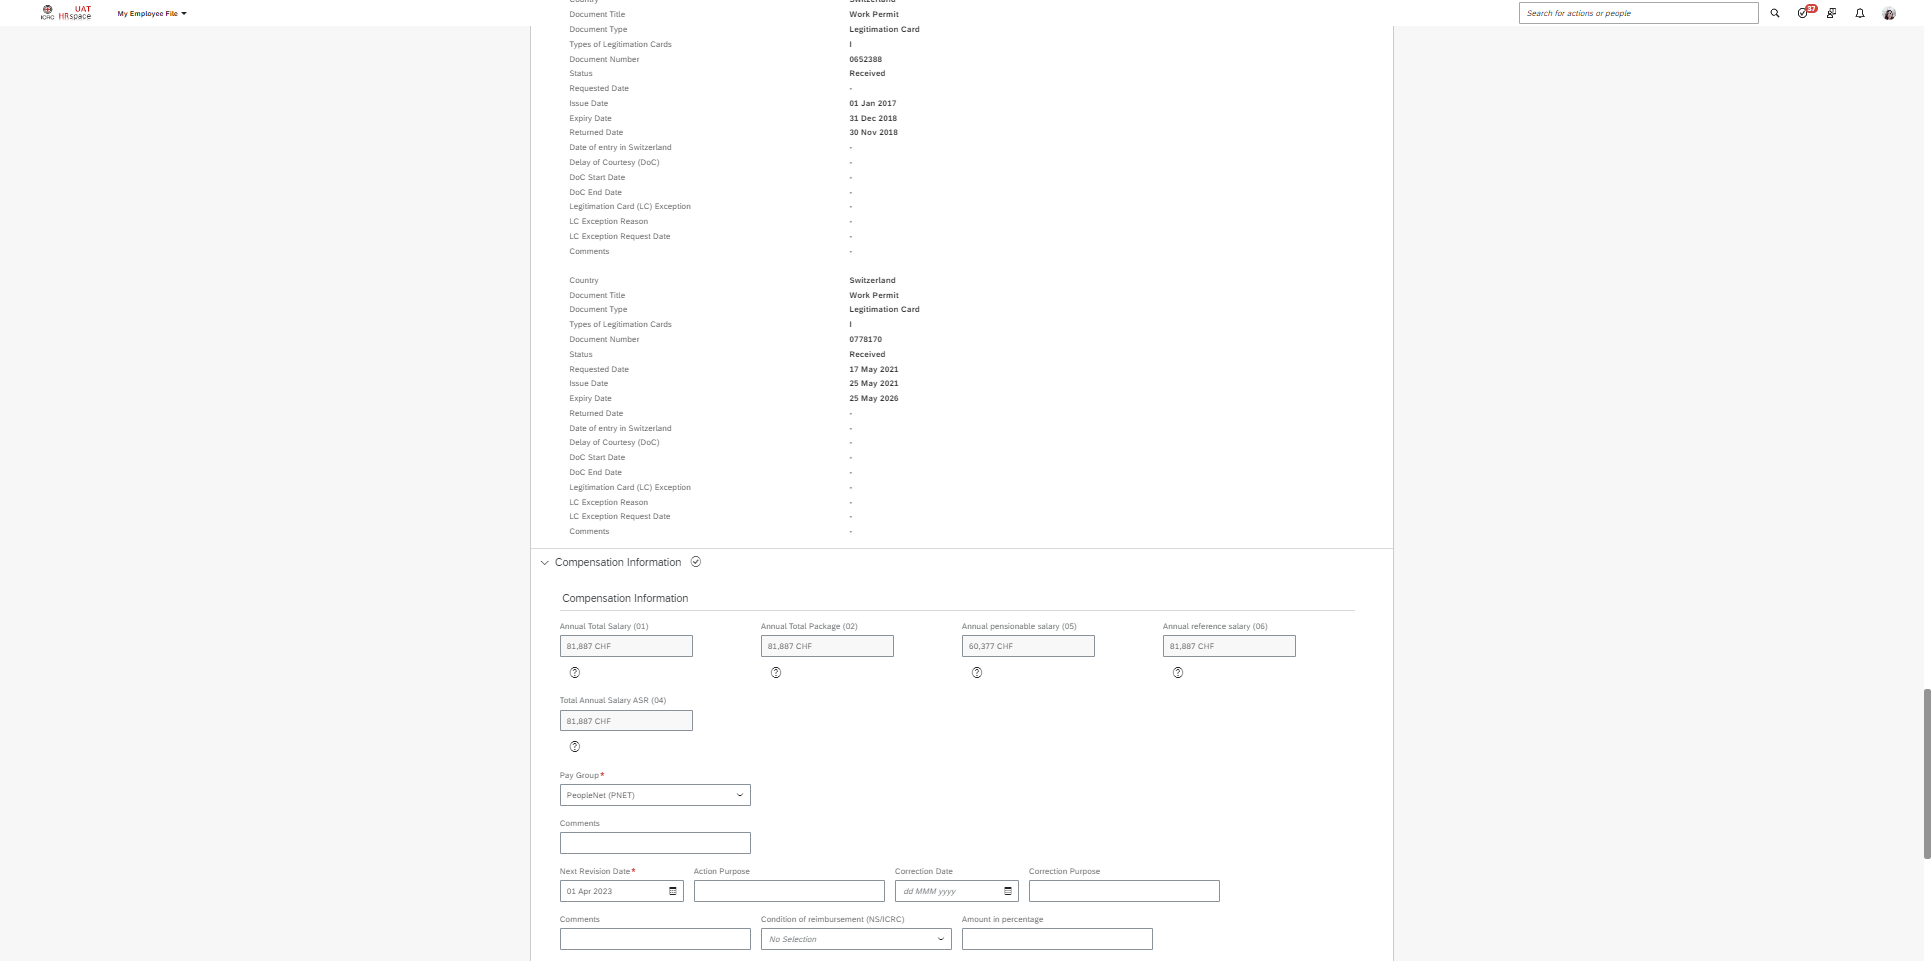 ICRC
UAT
HRspace
My Employee File
Search for actions or people
37
Country Switzerland
Document Title Work Permit
Document Type Legitimation Card
Types of Legitimation Cards I
Document Number 0652388
Status Received
Requested Date -
Issue Date 01 Jan 2017
Expiry Date 31 Dec 2018
Returned Date 30 Nov 2018
Date of entry in Switzerland -
Delay of Courtesy (DoC) -
DoC Start Date -
DoC End Date -
Legitimation Card (LC) Exception -
LC Exception Reason -
LC Exception Request Date -
Comments -
Country Switzerland
Document Title Work Permit
Document Type Legitimation Card
Types of Legitimation Cards I
Document Number 0778170
Status Received
Requested Date 17 May 2021
Issue Date 25 May 2021
Expiry Date 25 May 2026
Returned Date -
Date of entry in Switzerland -
Delay of Courtesy (DoC) -
DoC Start Date -
DoC End Date -
Legitimation Card (LC) Exception -
LC Exception Reason -
LC Exception Request Date -
Comments -
Compensation Information
Compensation Information
Annual Total Salary (01) Annual Total Package (02) Annual pensionable salary (05) Annual reference salary (06)
81,887 CHF 81,887 CHF 60,377 CHF 81,887 CHF
? ? ? ?
Total Annual Salary ASR (04)
81,887 CHF
?
Pay Group*
PeopleNet (PNET)
Comments
Next Revision Date* Action Purpose Correction Date Correction Purpose
01 Apr 2023 dd MMM yyyy
Comments Condition of reimbursement (NS/ICRC) Amount in percentage
No Selection